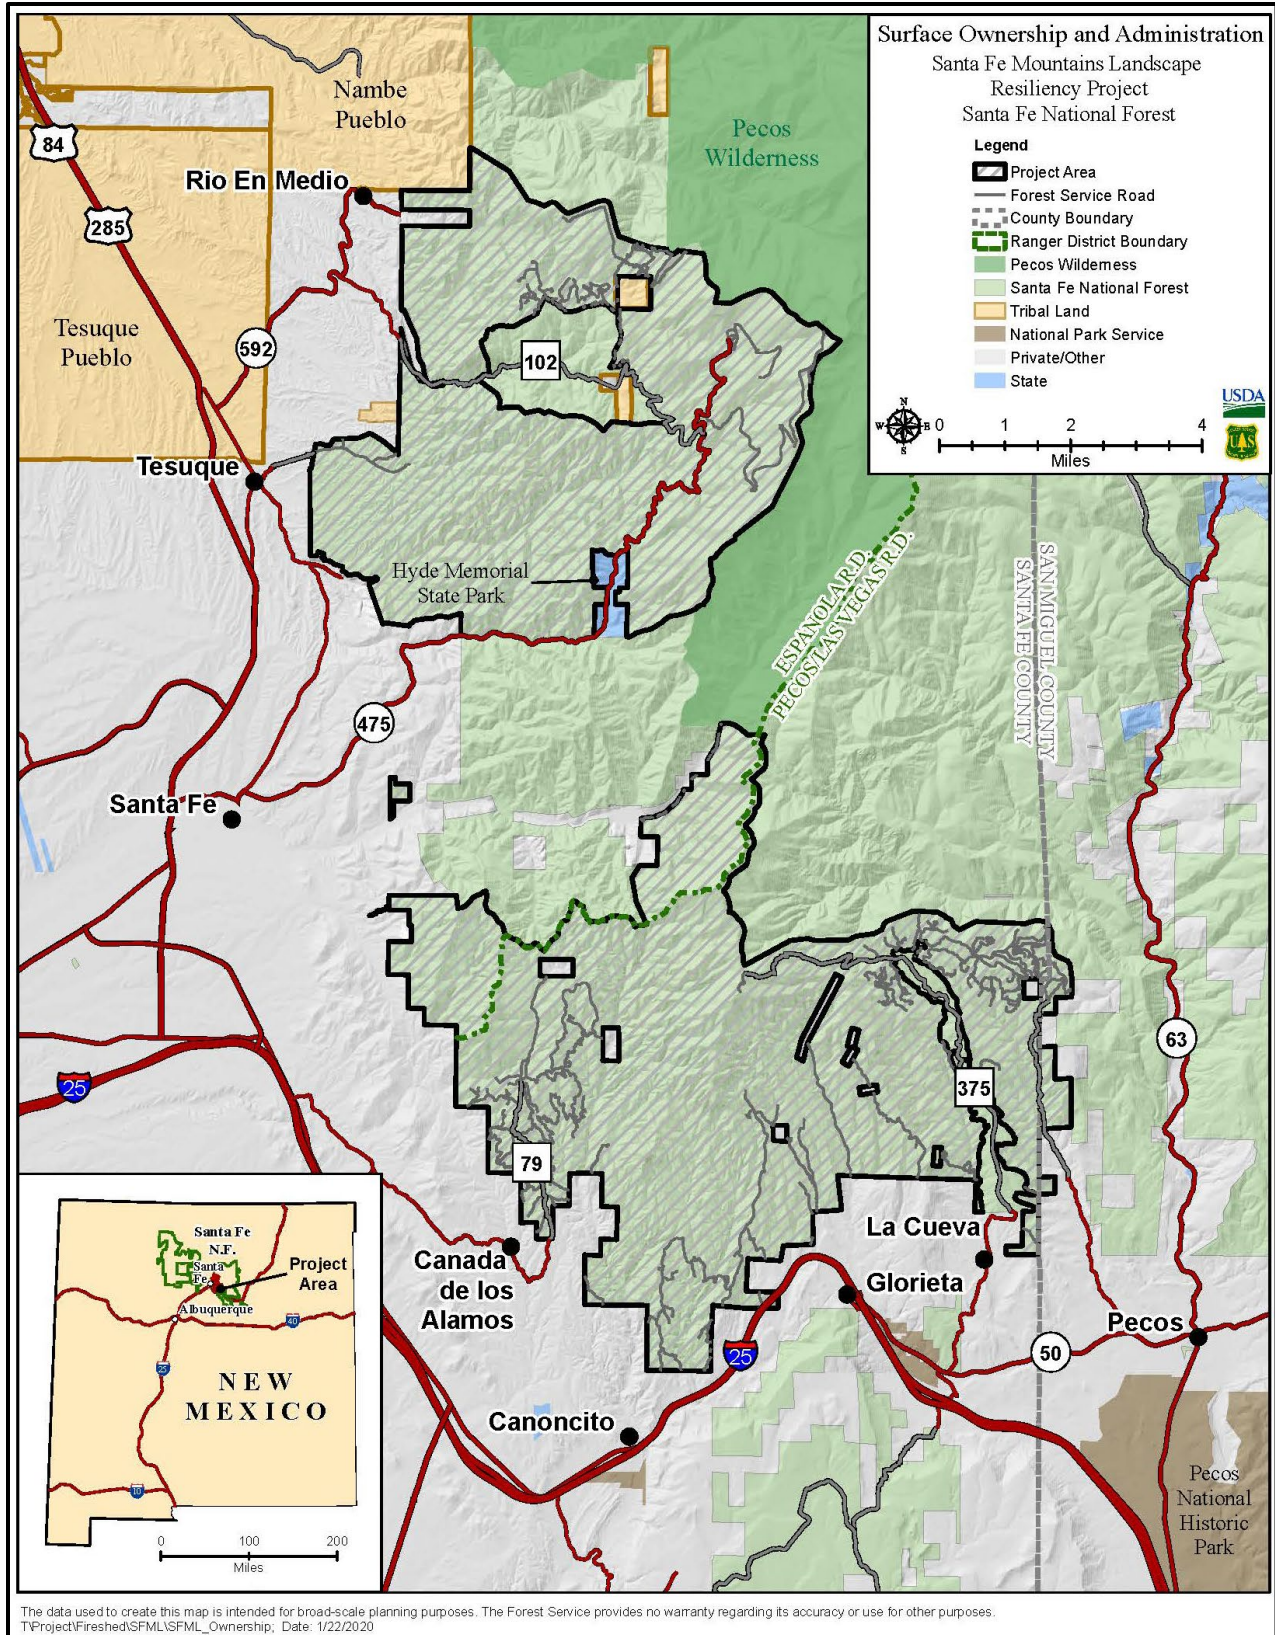 Surface Ownership and Administration
Santa Fe Mountains Landscape
Resiliency Project
Santa Fe National Forest
Legend
Project Area
Forest Service Road
County Boundary
Ranger District Boundary
Pecos Wilderness
Santa Fe National Forest
Tribal Land
National Park Service
Private/Other
State
N
W E
S
0 1 2 4
Miles
USDA
UAS
Nambe
Pueblo
Pecos
Wilderness
84
285
Rio En Medio
Tesuque
Pueblo
592
102
Tesuque
Hyde Memorial
State Park
ESPANOLA R.D.
PECOS/LAS VEGAS R.D.
SAN MIGUEL COUNTY
SANTA FE COUNTY
475
Santa Fe
63
25
375
79
La Cueva
Canada
de los
Alamos
Glorieta
Pecos
50
25
Canoncito
Pecos
National
Historic
Park
Santa Fe
N.F.
Santa
Fe
Project
Area
Albuquerque
40
25
NEW
MEXICO
10
0 100 200
Miles
The data used to create this map is intended for broad-scale planning purposes. The Forest Service provides no warranty regarding its accuracy or use for other purposes.
T\Project\Fireshed\SFML\SFML_Ownership; Date: 1/22/2020